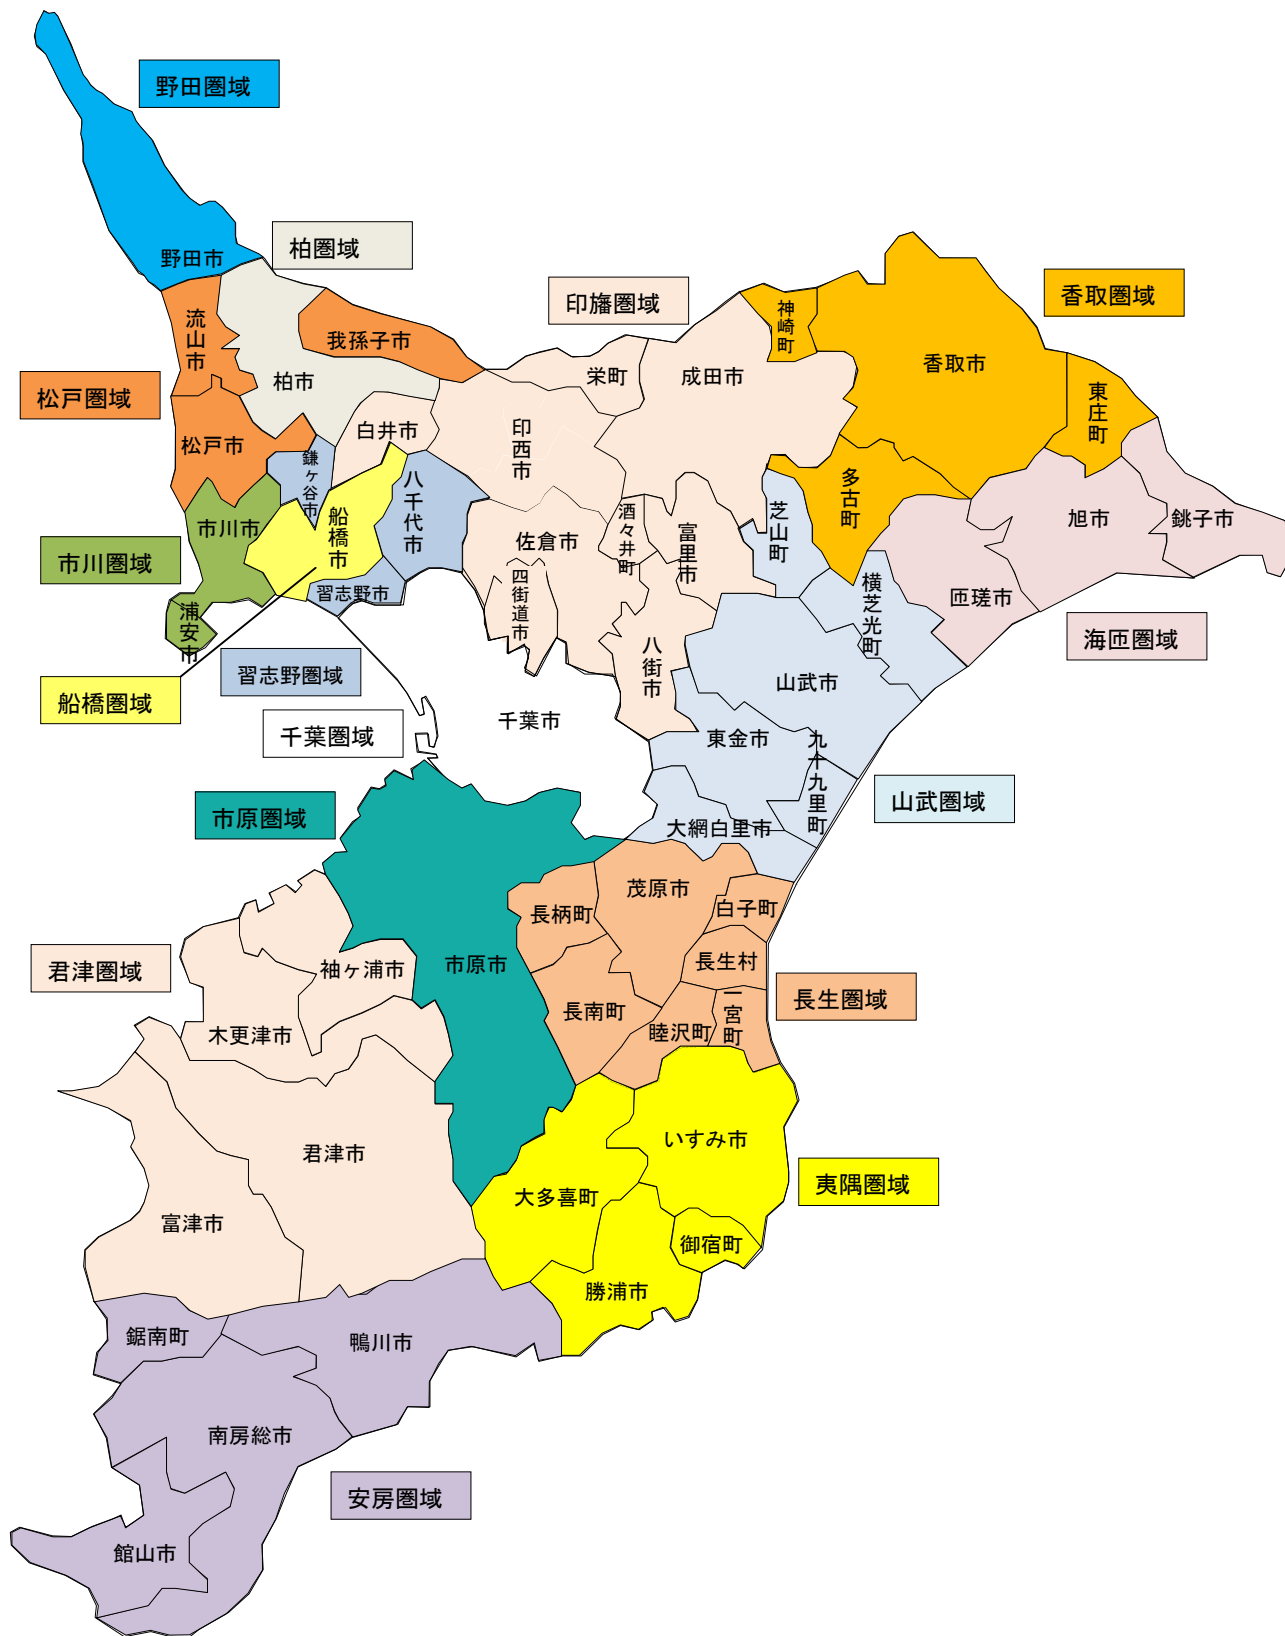 野田圏域
野田市
柏圏域
流山市
我孫子市
柏市
松戸圏域
松戸市
印旛圏域
栄町
成田市
神崎町
香取圏域
香取市
東庄町
白井市
印西市
鎌ヶ谷市
市川市
船橋市
八千代市
多古町
芝山町
旭市
銚子市
市川圏域
浦安市
習志野市
佐倉市
酒々井町
富里市
四街道市
横芝光町
匝瑳市
海匝圏域
習志野圏域
船橋圏域
千葉圏域
千葉市
八街市
山武市
東金市
九十九里町
山武圏域
市原圏域
大網白里市
茂原市
長柄町
白子町
君津圏域
袖ヶ浦市
市原市
長生村
長生圏域
木更津市
長南町
睦沢町
一宮町
君津市
いすみ市
富津市
大多喜町
夷隅圏域
御宿町
勝浦市
鋸南町
鴨川市
南房総市
安房圏域
館山市